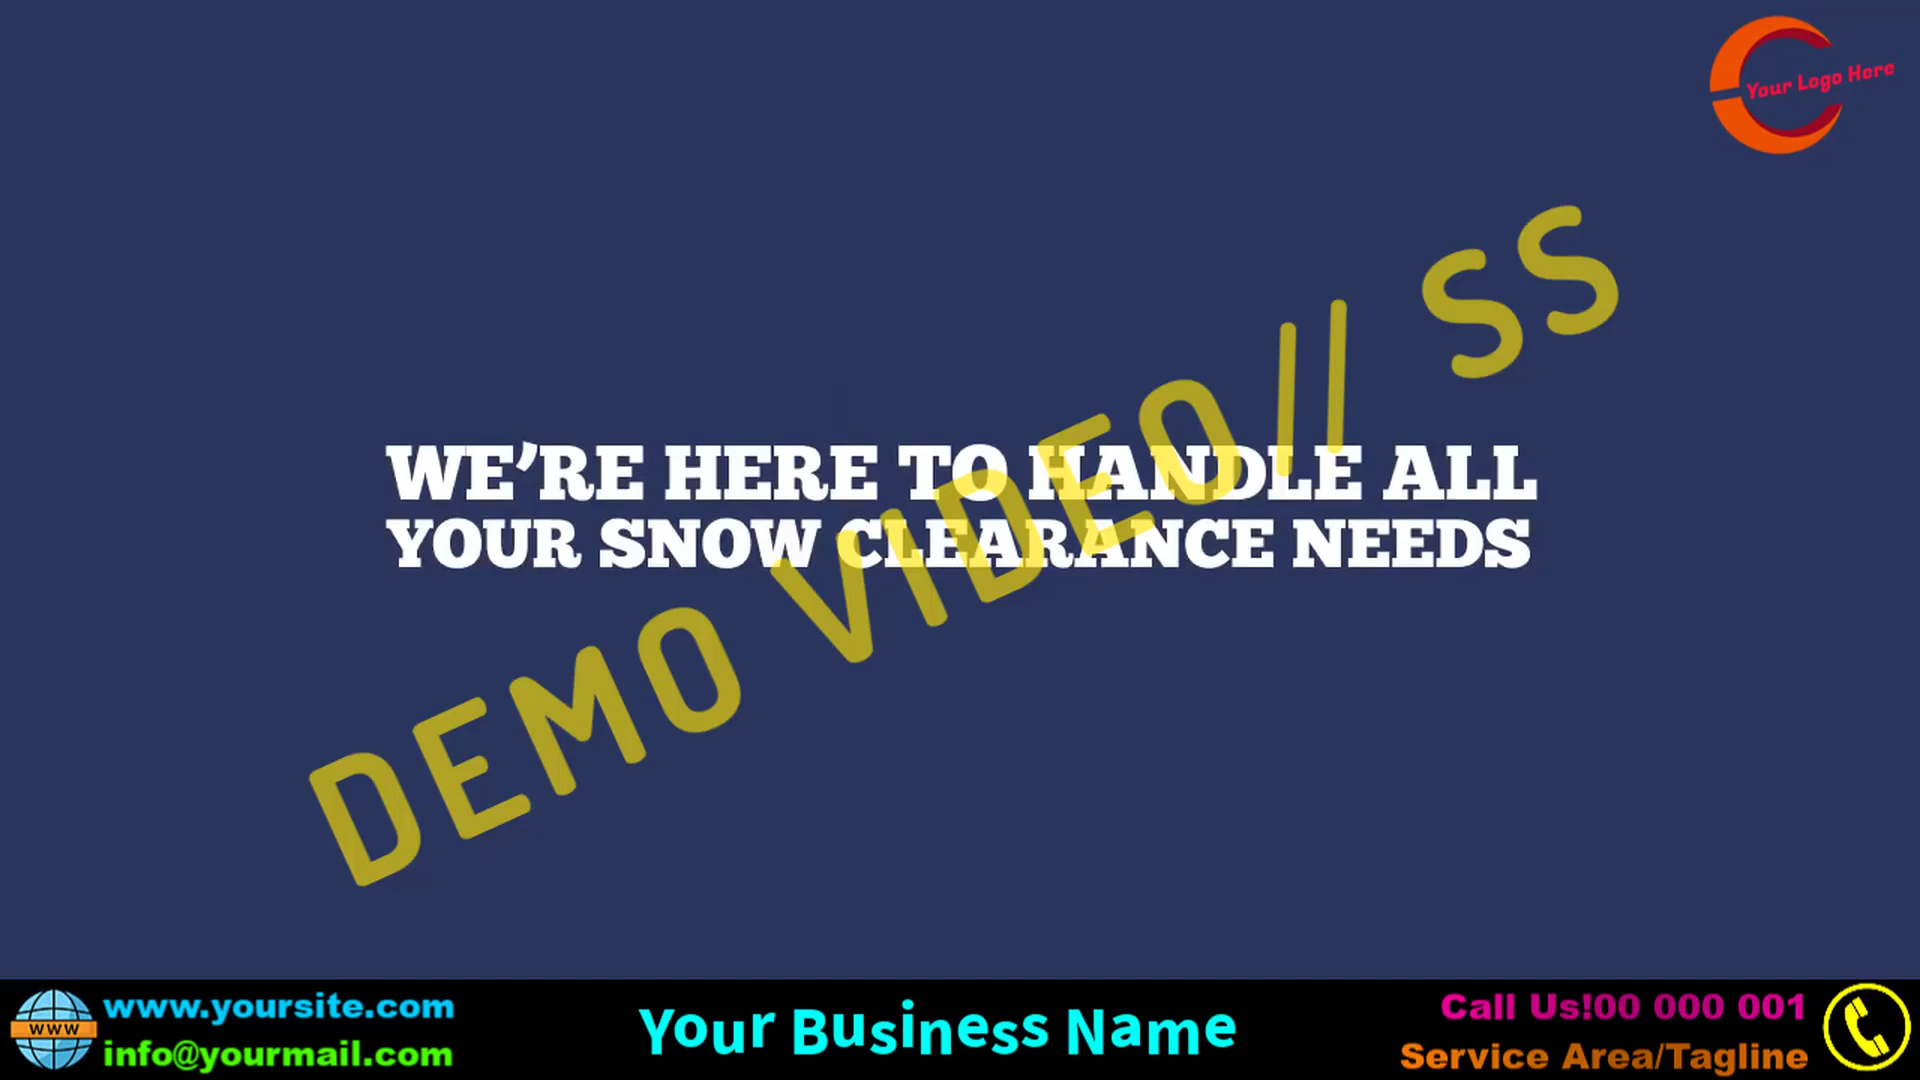 Your Logo Here
WE’RE HERE TO HANDLE ALL
YOUR SNOW CLEARANCE NEEDS
DEMO VIDEO// SS
www
www.yoursite.com
info@yourmail.com
Your Business Name
Call Us!00 000 001
Service Area/Tagline